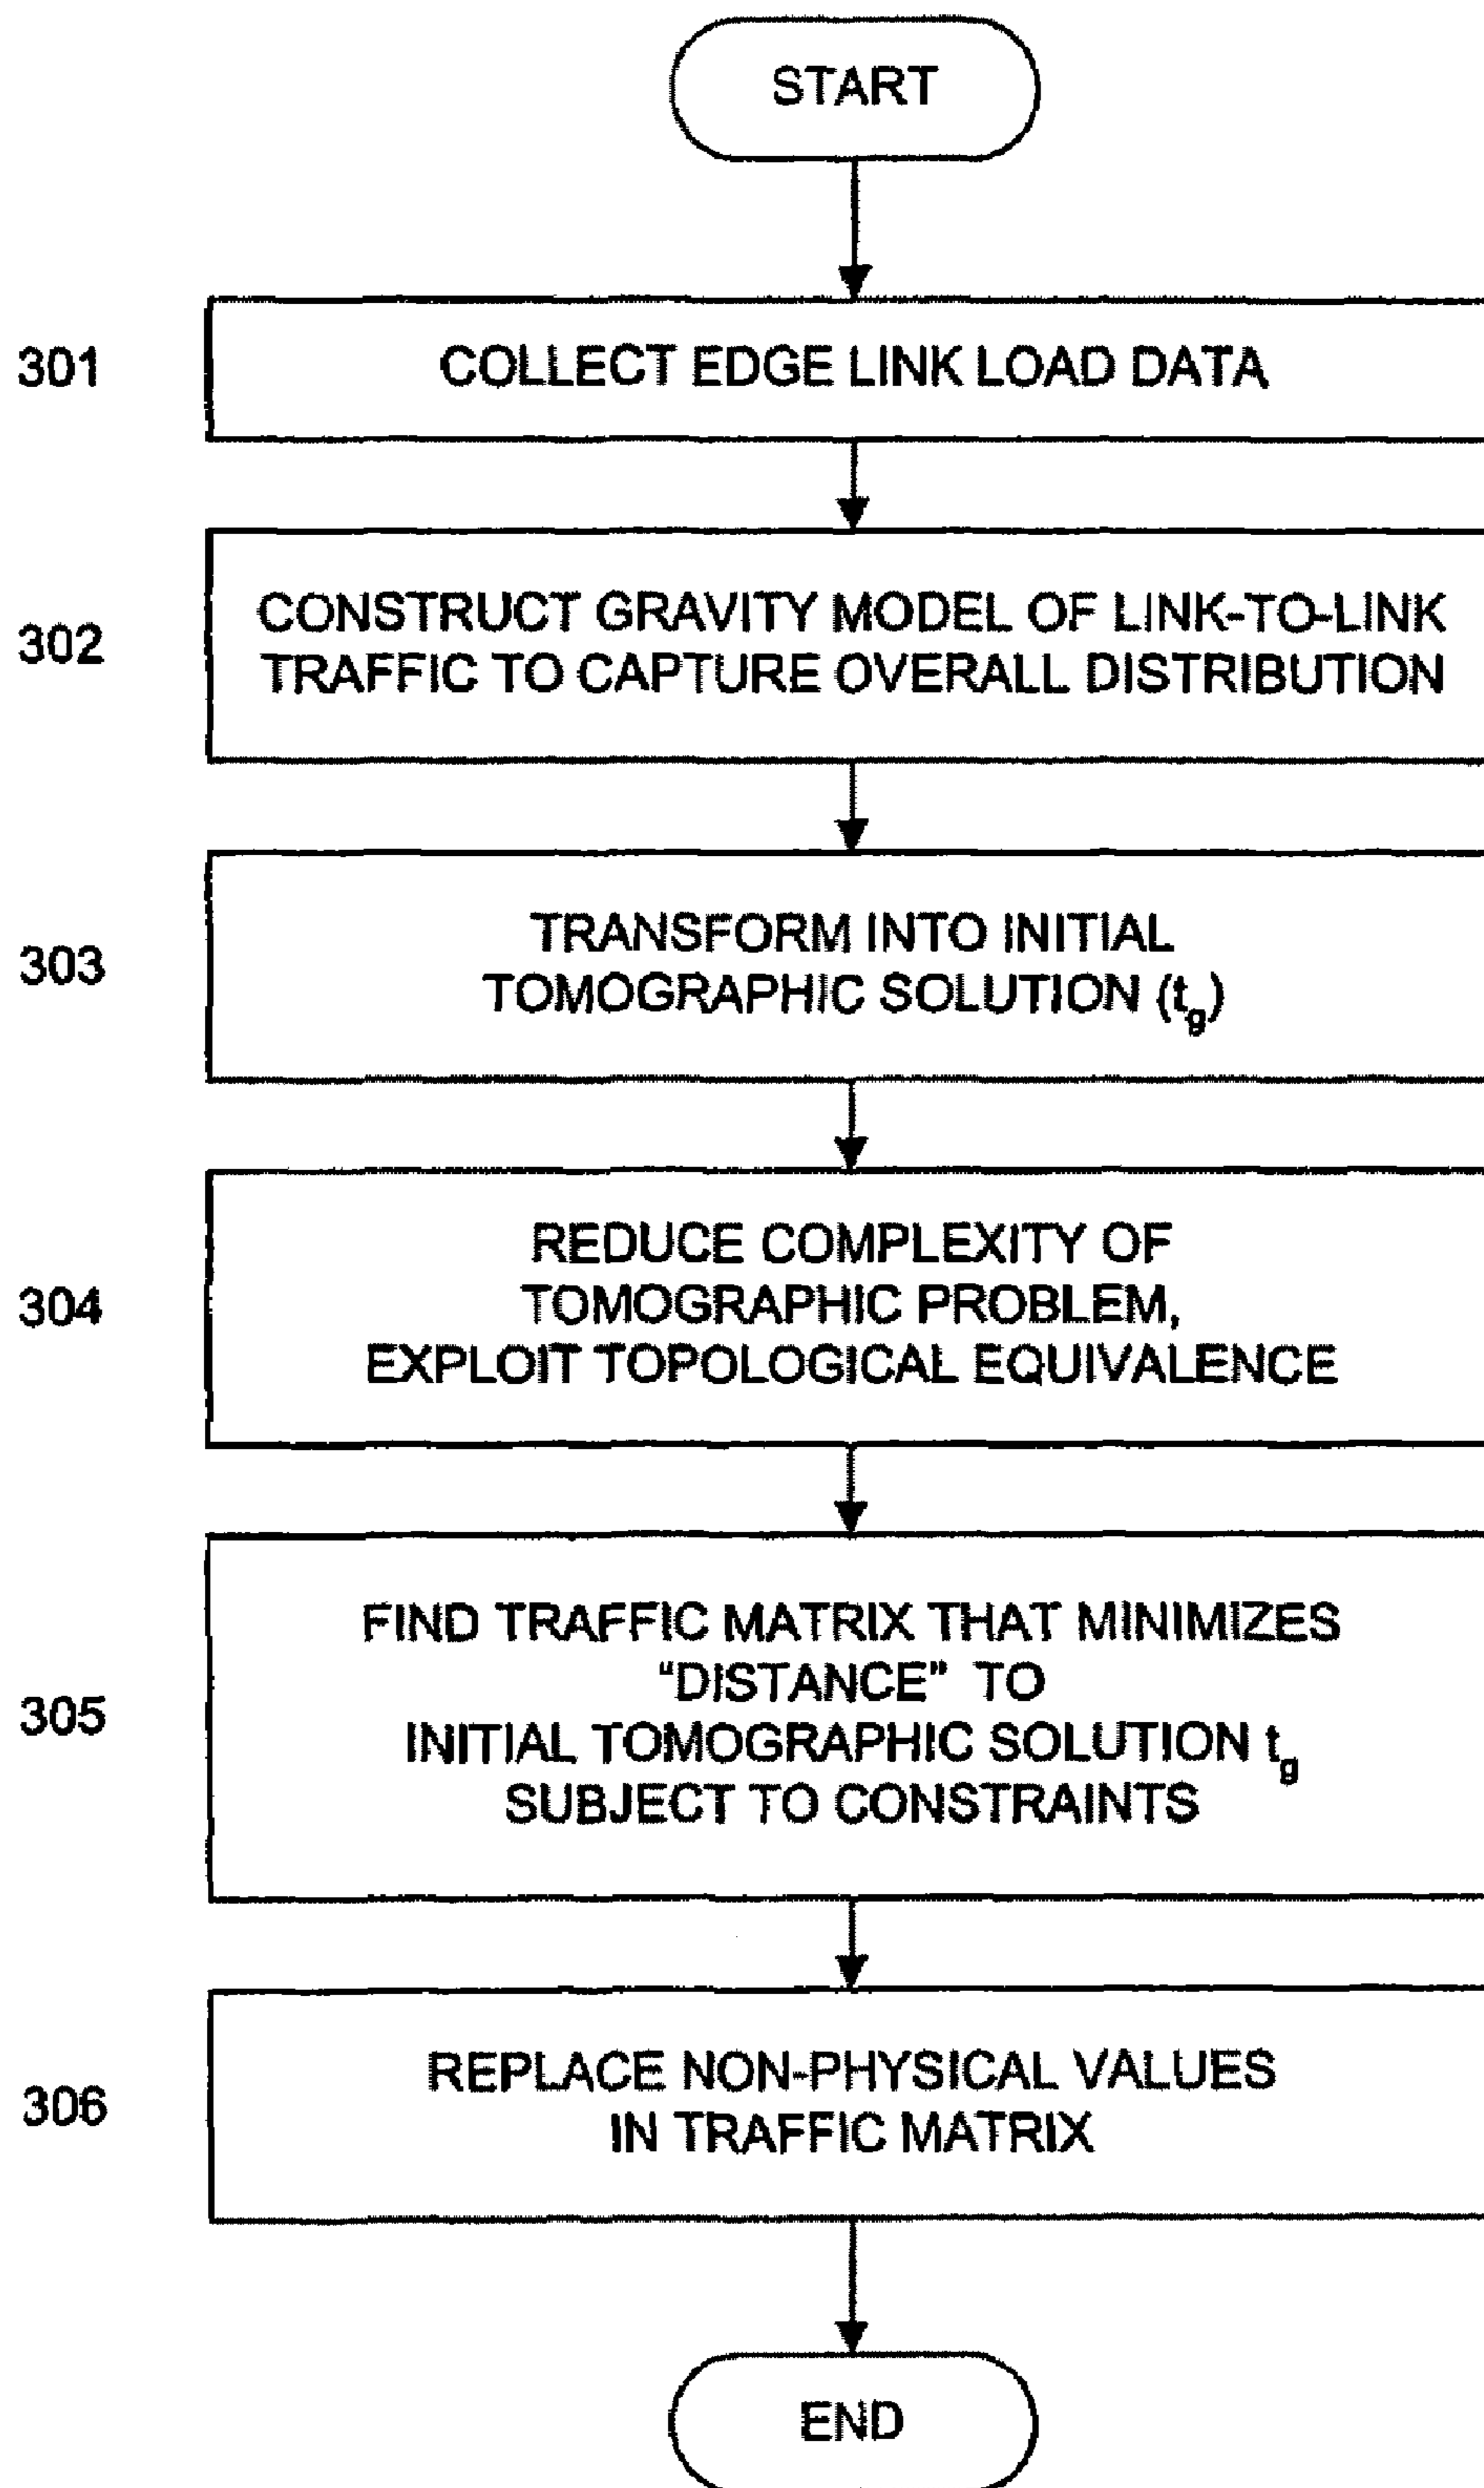 START
301
COLLECT EDGE LINK LOAD DATA
302
CONSTRUCT GRAVITY MODEL OF LINK-TO-LINK
TRAFFIC TO CAPTURE OVERALL DISTRIBUTION
303
TRANSFORM INTO INITIAL
TOMOGRAPHIC SOLUTION (tg)
304
REDUCE COMPLEXITY OF
TOMOGRAPHIC PROBLEM,
EXPLOIT TOPOLOGICAL EQUIVALENCE
305
FIND TRAFFIC MATRIX THAT MINIMIZES
“DISTANCE” TO
INITIAL TOMOGRAPHIC SOLUTION tg
SUBJECT TO CONSTRAINTS
306
REPLACE NON-PHYSICAL VALUES
IN TRAFFIC MATRIX
END